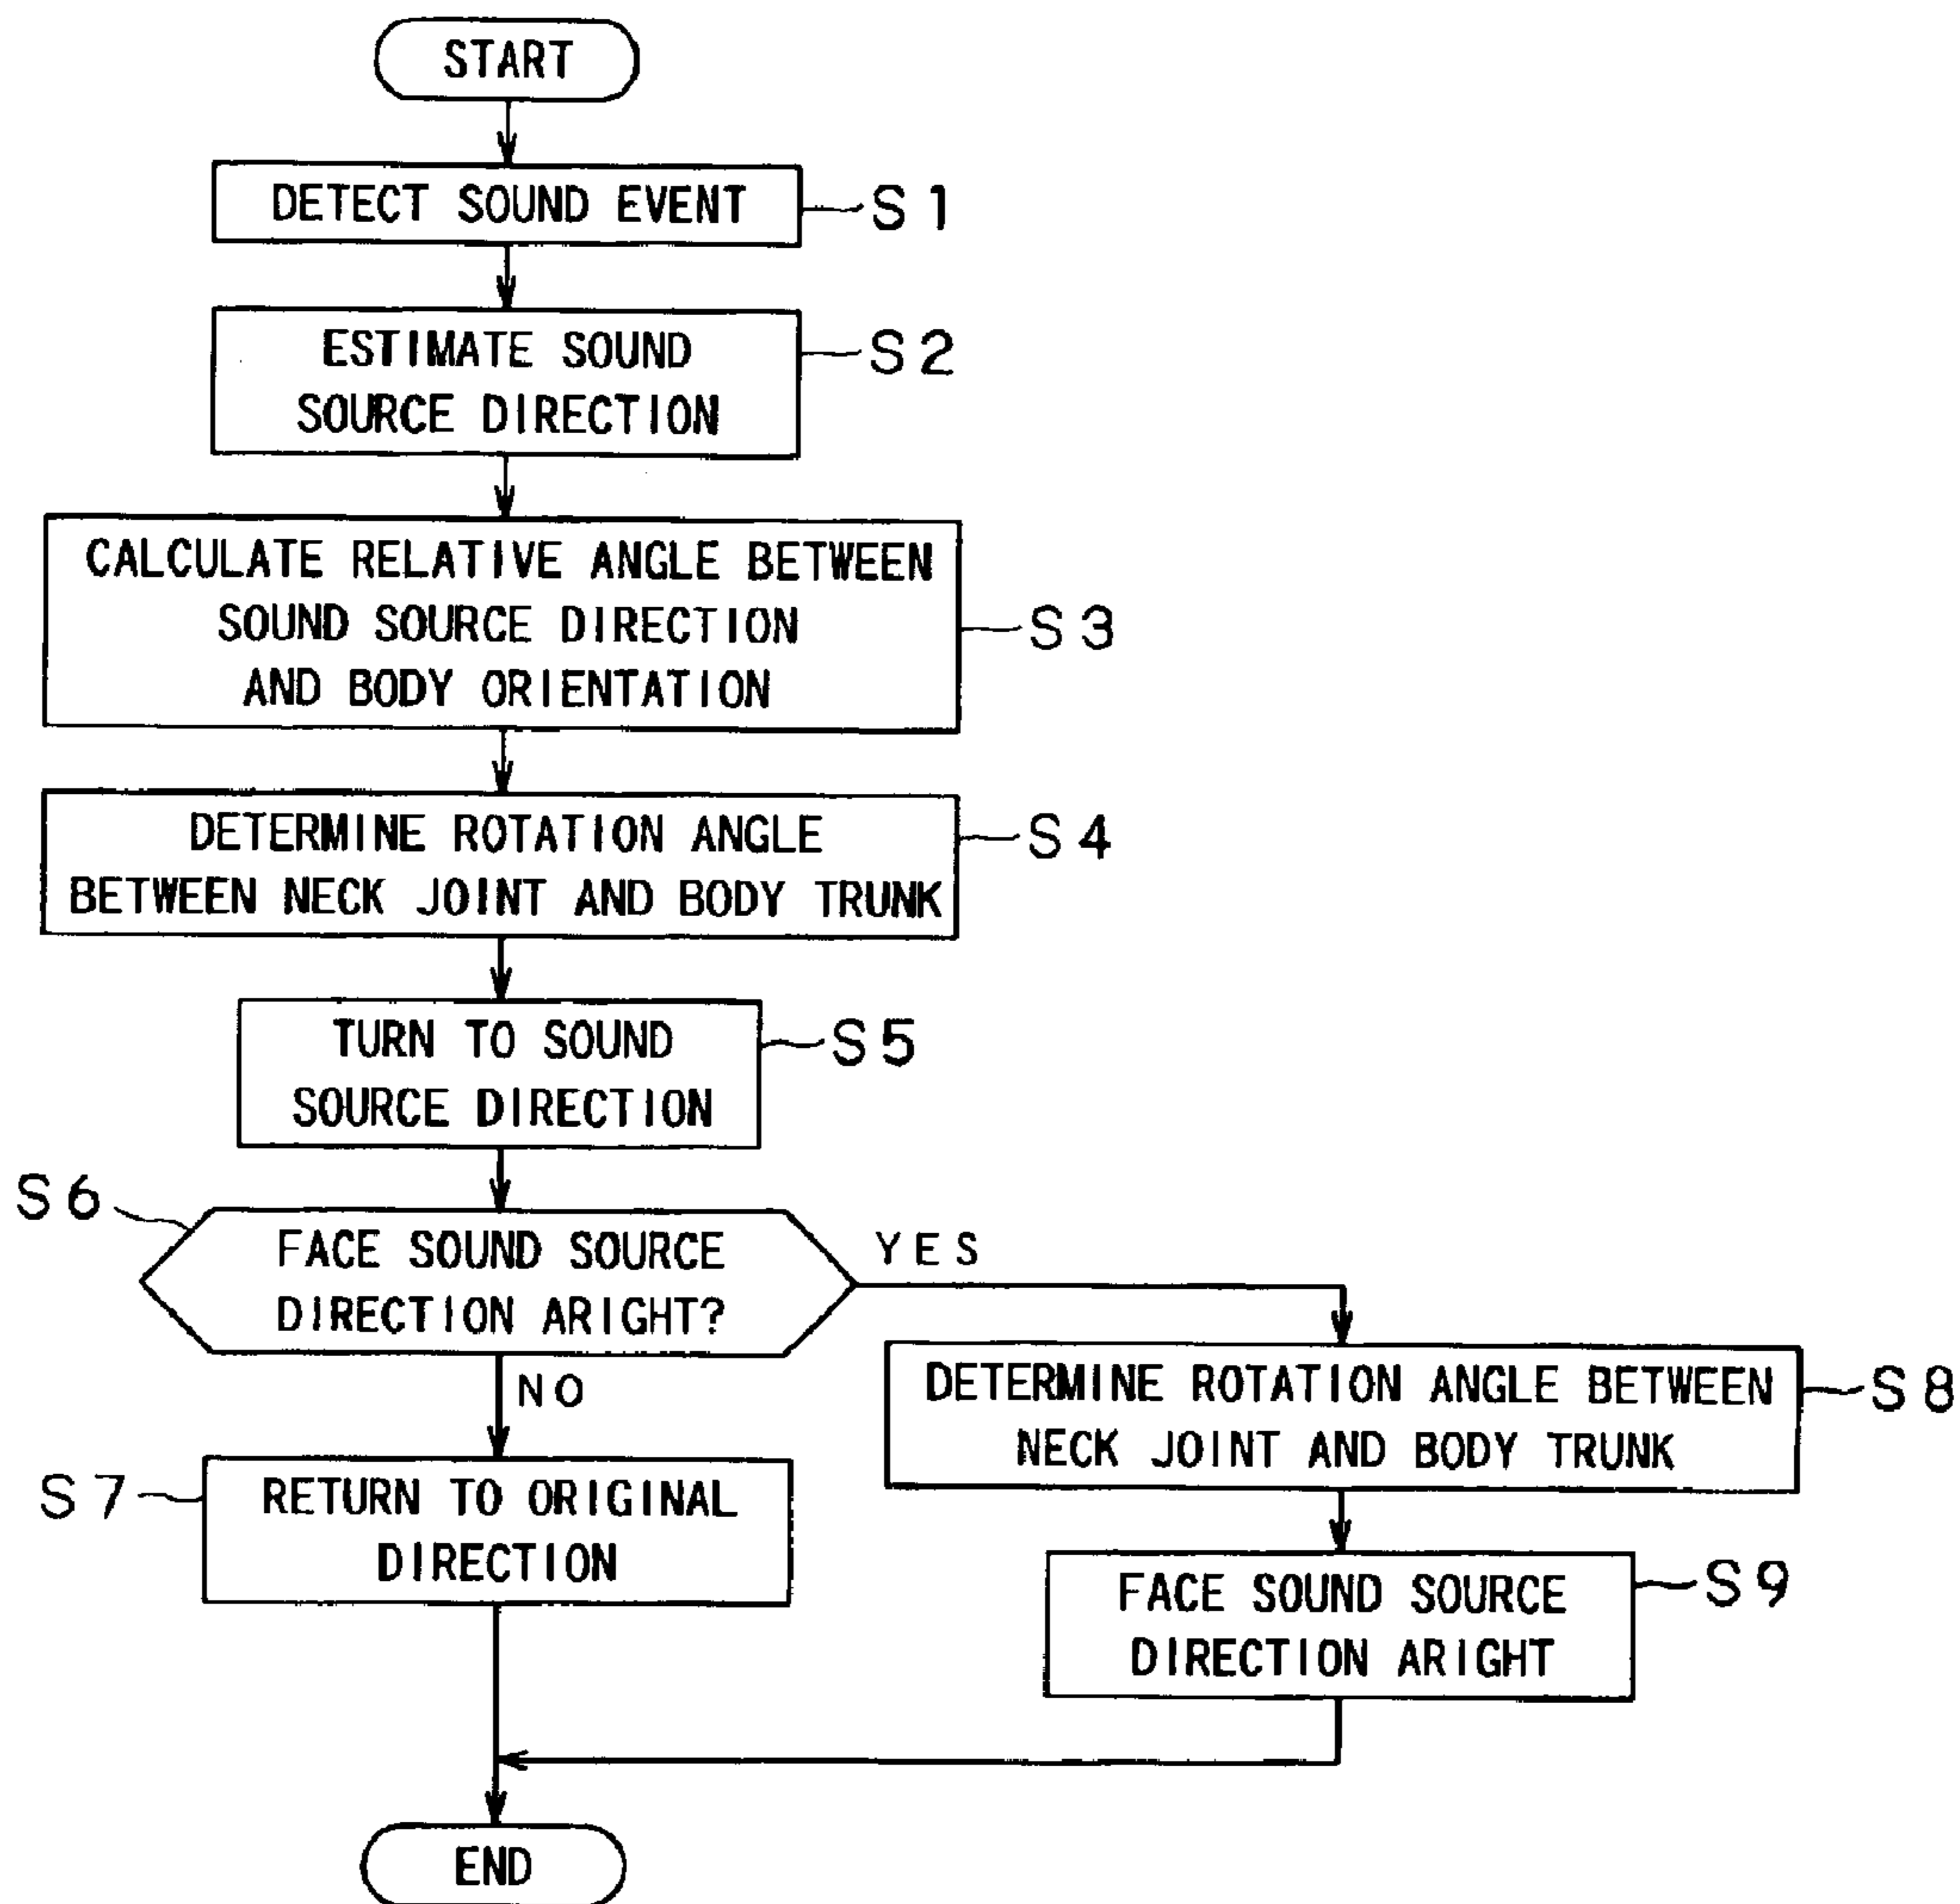 START
DETECT SOUND EVENT
S1
ESTIMATE SOUND
SOURCE DIRECTION
S2
CALCULATE RELATIVE ANGLE BETWEEN
SOUND SOURCE DIRECTION
AND BODY ORIENTATION
S3
DETERMINE ROTATION ANGLE
BETWEEN NECK JOINT AND BODY TRUNK
S4
TURN TO SOUND
SOURCE DIRECTION
S5
S6
FACE SOUND SOURCE
DIRECTION ARIGHT?
YES
NO
S7
RETURN TO ORIGINAL
DIRECTION
DETERMINE ROTATION ANGLE BETWEEN
NECK JOINT AND BODY TRUNK
S8
FACE SOUND SOURCE
DIRECTION ARIGHT
S9
END